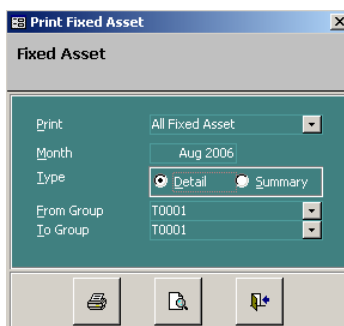 Print Fixed Asset
Fixed Asset
Print All Fixed Asset
Month Aug 2006
Type Detail Summary
From Group T0001
To Group T0001